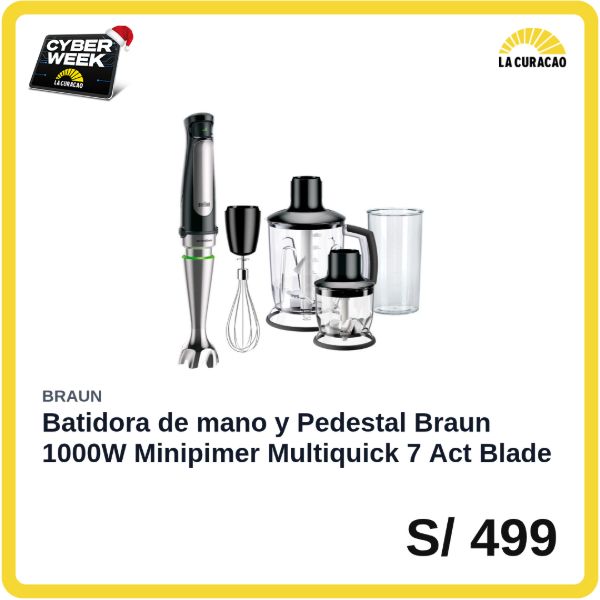 CYBER
WEEK
LA CURACAO
LA CURACAO
BRAUN
Batidora de mano y Pedestal Braun
1000W Minipimer Multiquick 7 Act Blade
S/ 499